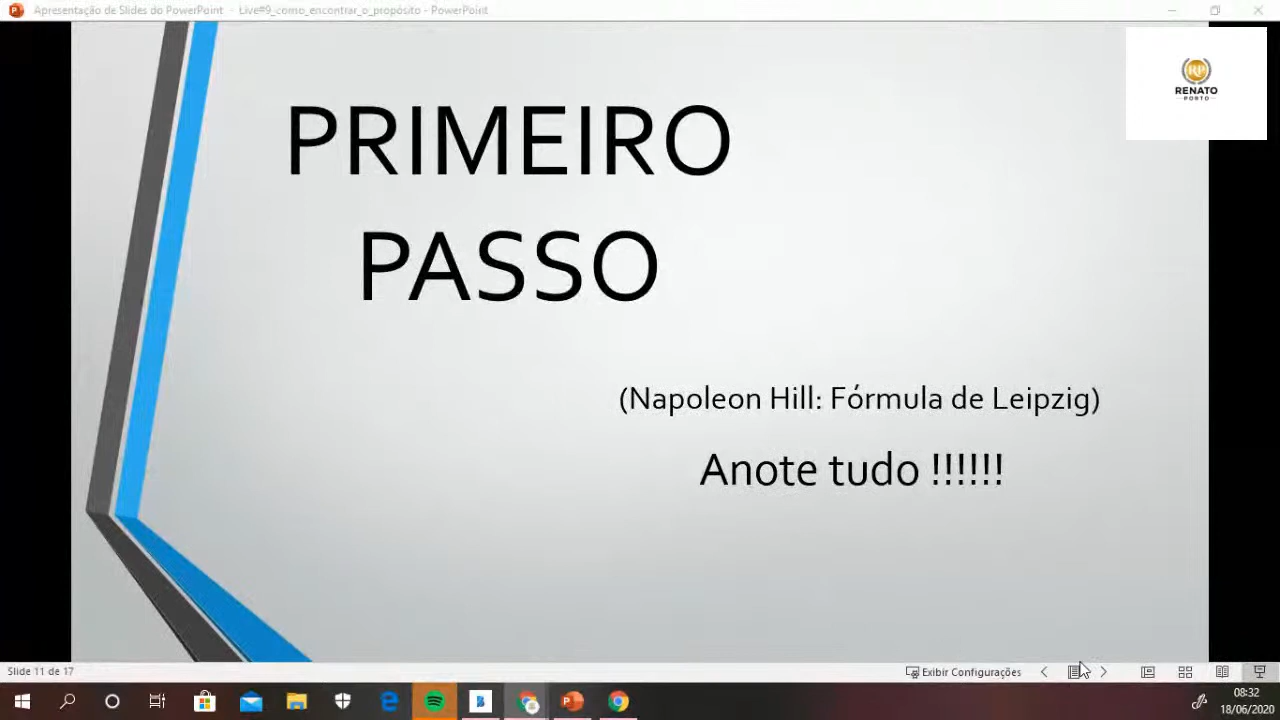 Apresentação de Slides do PowerPoint - Live#9_como_encontrar_o_propósito - PowerPoint
RP
RENATO
PORTO
PRIMEIRO
PASSO
(Napoleon Hill: Fórmula de Leipzig)
Anote tudo !!!!!!
Slide 11 de 17
Exibir Configurações
08:32
18/06/2020